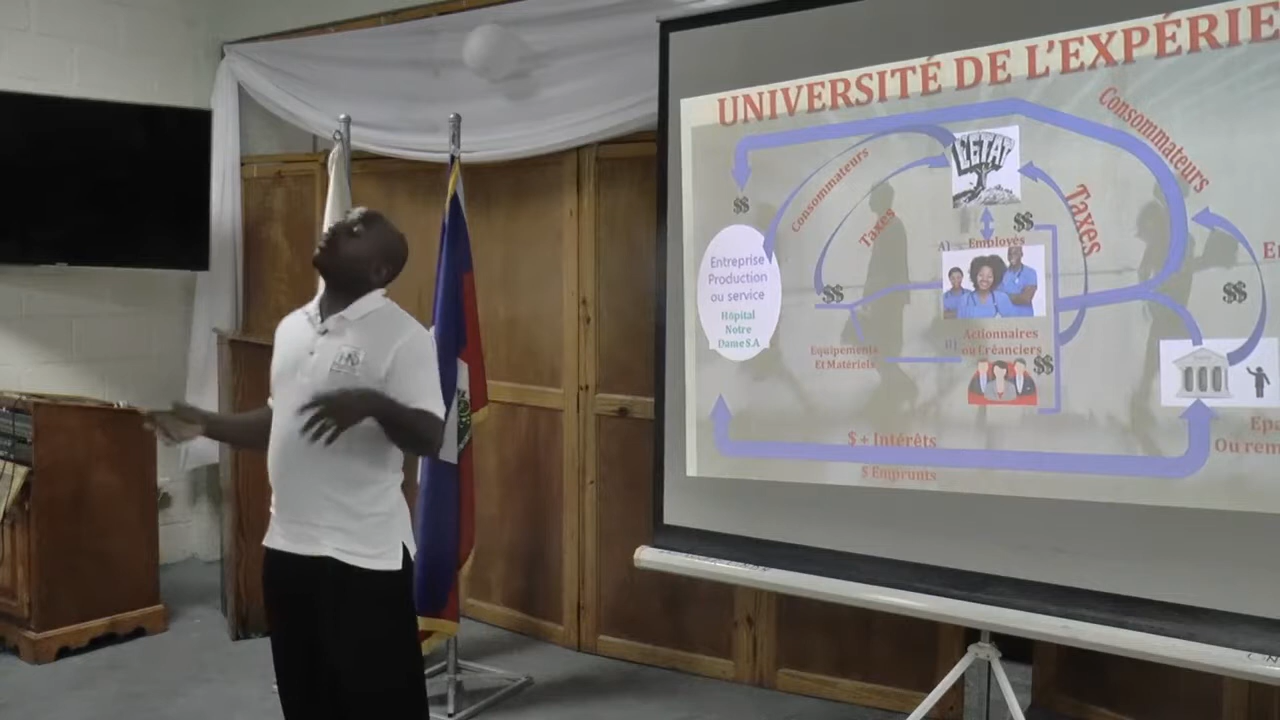 UNIVERSITÉ DE L'EXPÉRIE
Consommateurs
L'ETAT
Consommateurs
Taxes
Taxes
$$
$$
A)
Employés
Entreprise
Production
ou service
Hôpital
Notre
Dame S.A
$$
$$
Equipements
Et Matériels
B)
Actionnaires
ou Créanciers
$$
$ + Intérêts
Ou rem
$ Emprunts